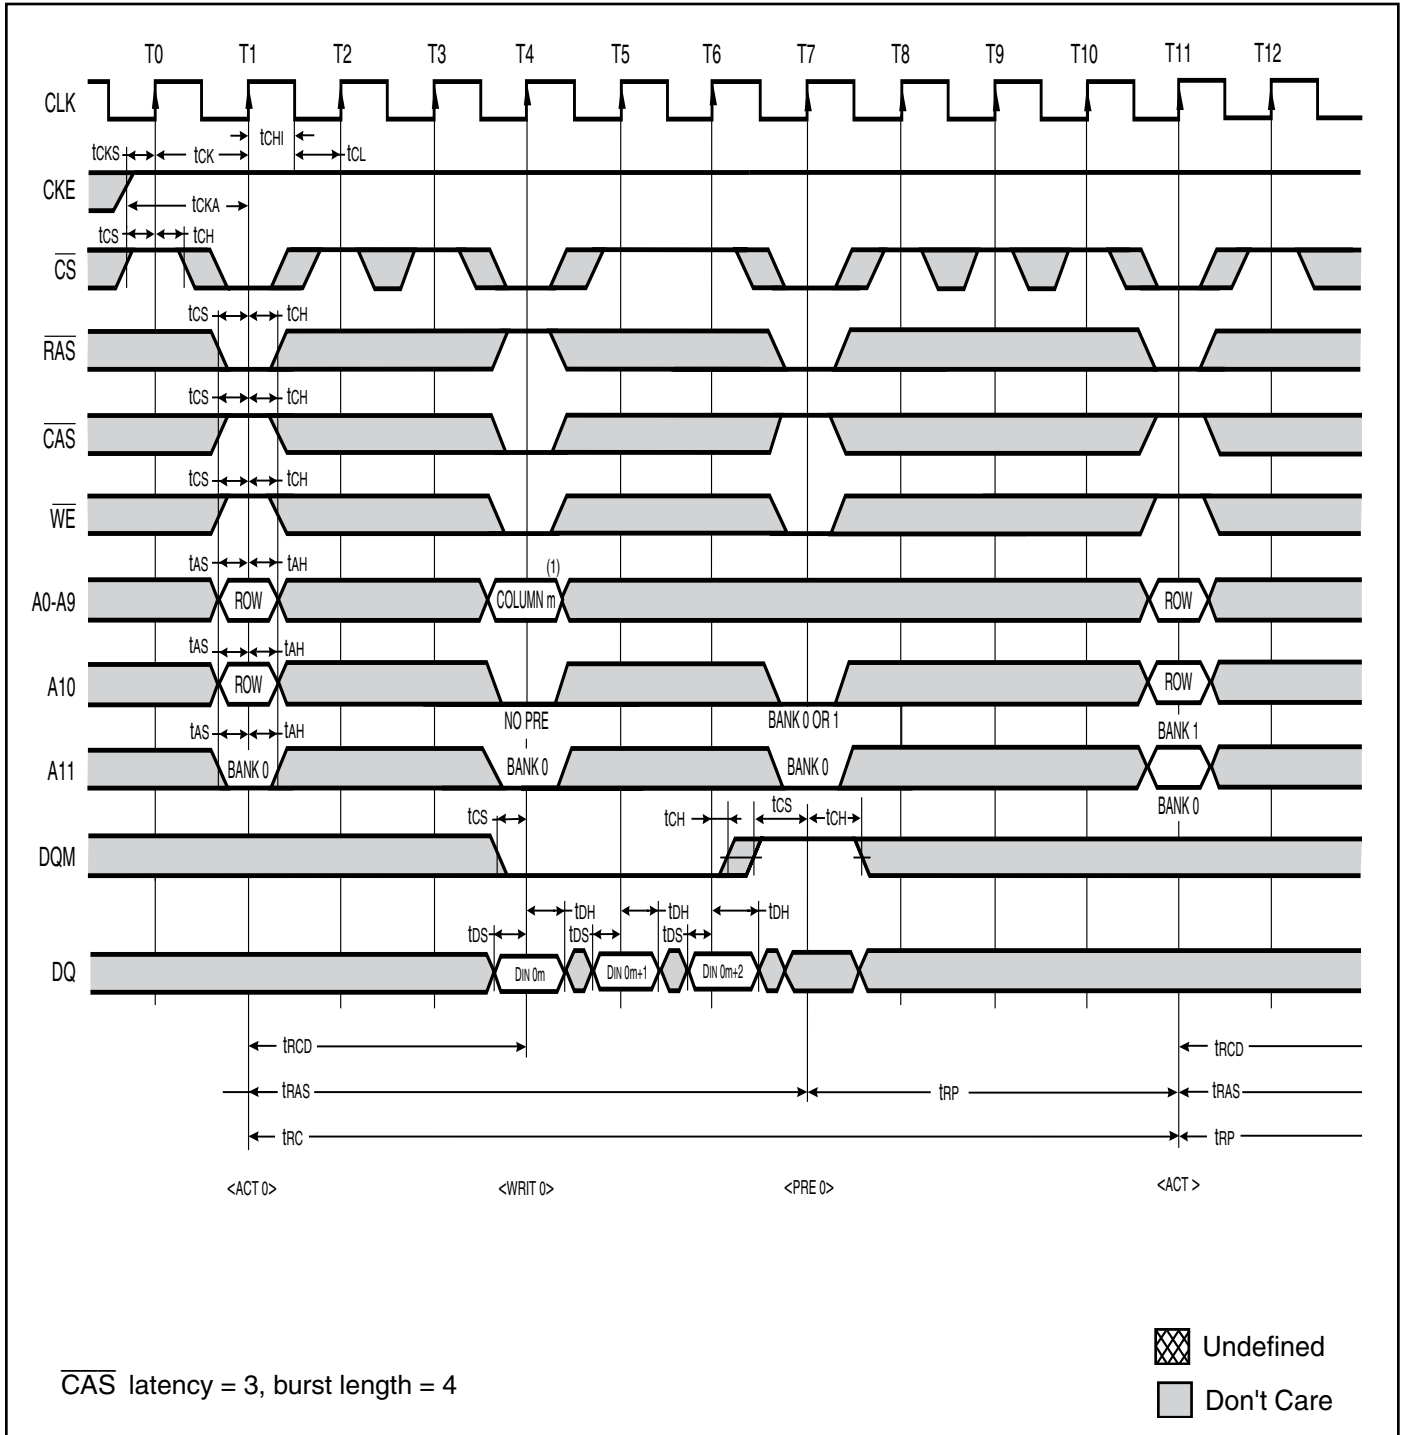 T0 T1 T2 T3 T4 T5 T6 T7 T8 T9 T10 T11 T12
CLK
tCHI
tCKS tCK tCL
CKE
tCKA
tCS tCH
CS
tCS tCH
RAS
tCS tCH
CAS
tCS tCH
WE
tAS tAH (1)
A0-A9 ROW COLUMN m ROW
tAS tAH
A10 ROW ROW
NO PRE BANK 0 OR 1 BANK 1
tAS tAH
A11 BANK 0 BANK 0 BANK 0
BANK 0
tCS tCH tCS tCH
DQM
tDH tDH tDH
tDS tDS tDS
DQ DIN 0m DIN 0m+1 DIN 0m+2
tRCD tRCD
tRAS tRP tRAS
tRC tRP
<ACT 0> <WRIT 0> <PRE 0> <ACT >
Undefined
CAS latency = 3, burst length = 4
Don't Care